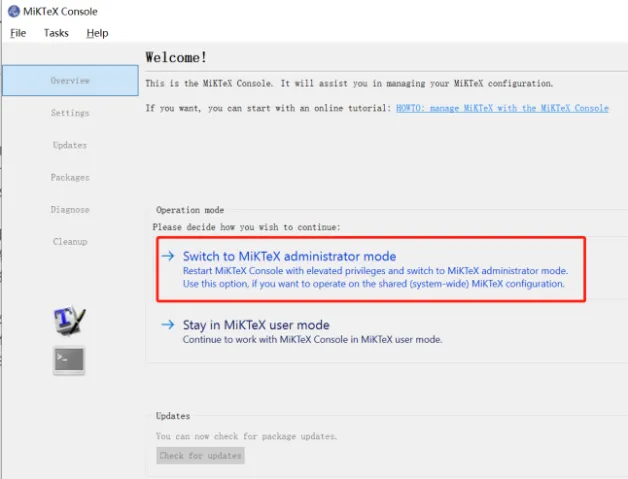 MiKTeX Console
File Tasks Help
Overview
Settings
Updates
Packages
Diagnose
Cleanup
Welcome!
This is the MiKTeX Console. It will assist you in managing your MiKTeX configuration.
If you want, you can start with an online tutorial: HOWTO: manage MiKTeX with the MiKTeX Console
Operation mode
Please decide how you wish to continue:
Switch to MiKTeX administrator mode
Restart MiKTeX Console with elevated privileges and switch to MiKTeX administrator mode.
Use this option, if you want to operate on the shared (system-wide) MiKTeX configuration.
Stay in MiKTeX user mode
Continue to work with MiKTeX Console in MiKTeX user mode.
Updates
You can now check for package updates.
Check for updates